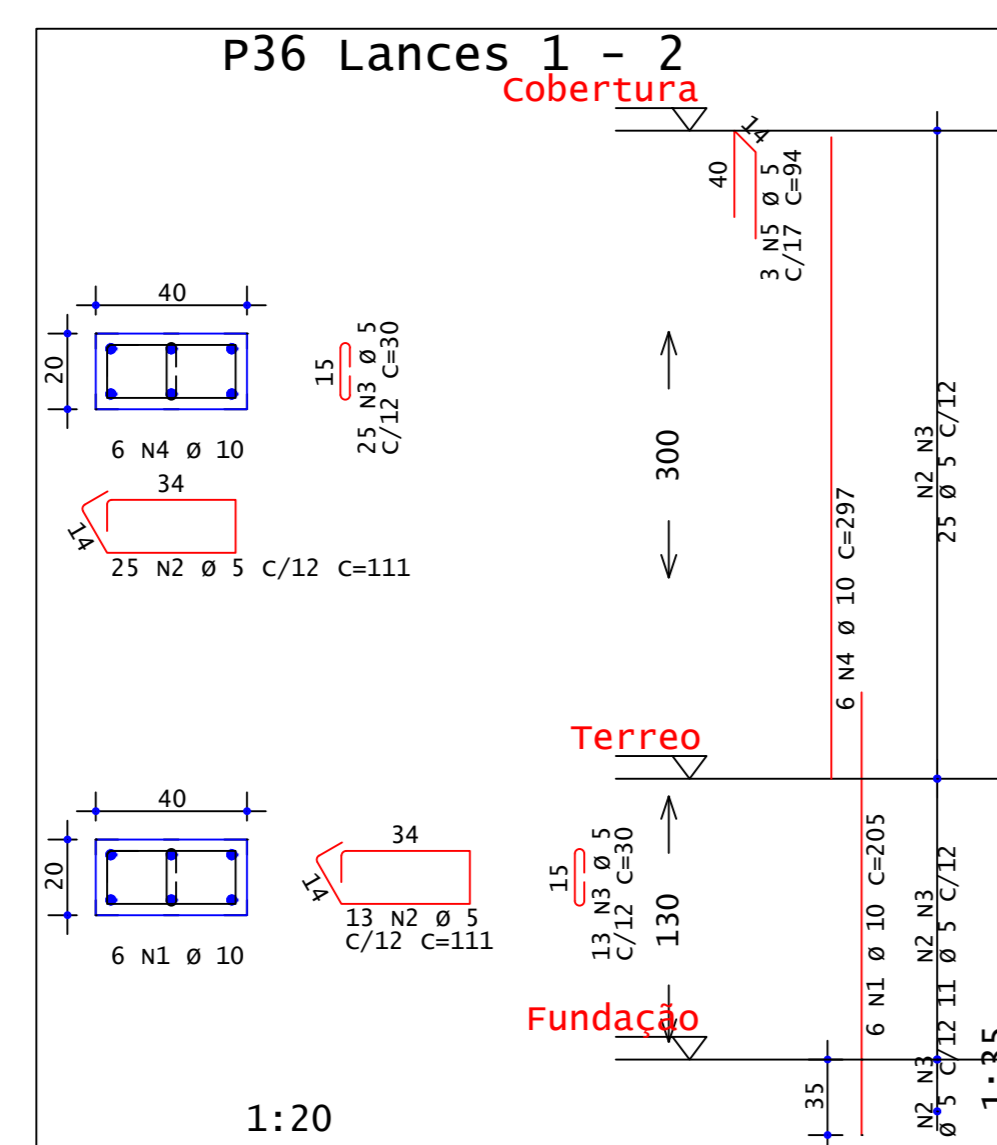 P36 Lances 1 - 2
Cobertura
14
40
3 N5 Ø 5
C/17 C=94
40
20
6 N4 Ø 10
15
25 N3 Ø 5
C/12 C=30
34
14
25 N2 Ø 5 C/12 C=111
300
6 N4 Ø 10 C=297
N2 N3
25 Ø 5 C/12
Terreo
40
20
6 N1 Ø 10
34
14
13 N2 Ø 5
C/12 C=111
15
13 N3 Ø 5
C/12 C=30
130
6 N1 Ø 10 C=205
N2 N3
11 Ø 5 C/12
Fundação
35
N2 N3
Ø 5 C/12
1:20